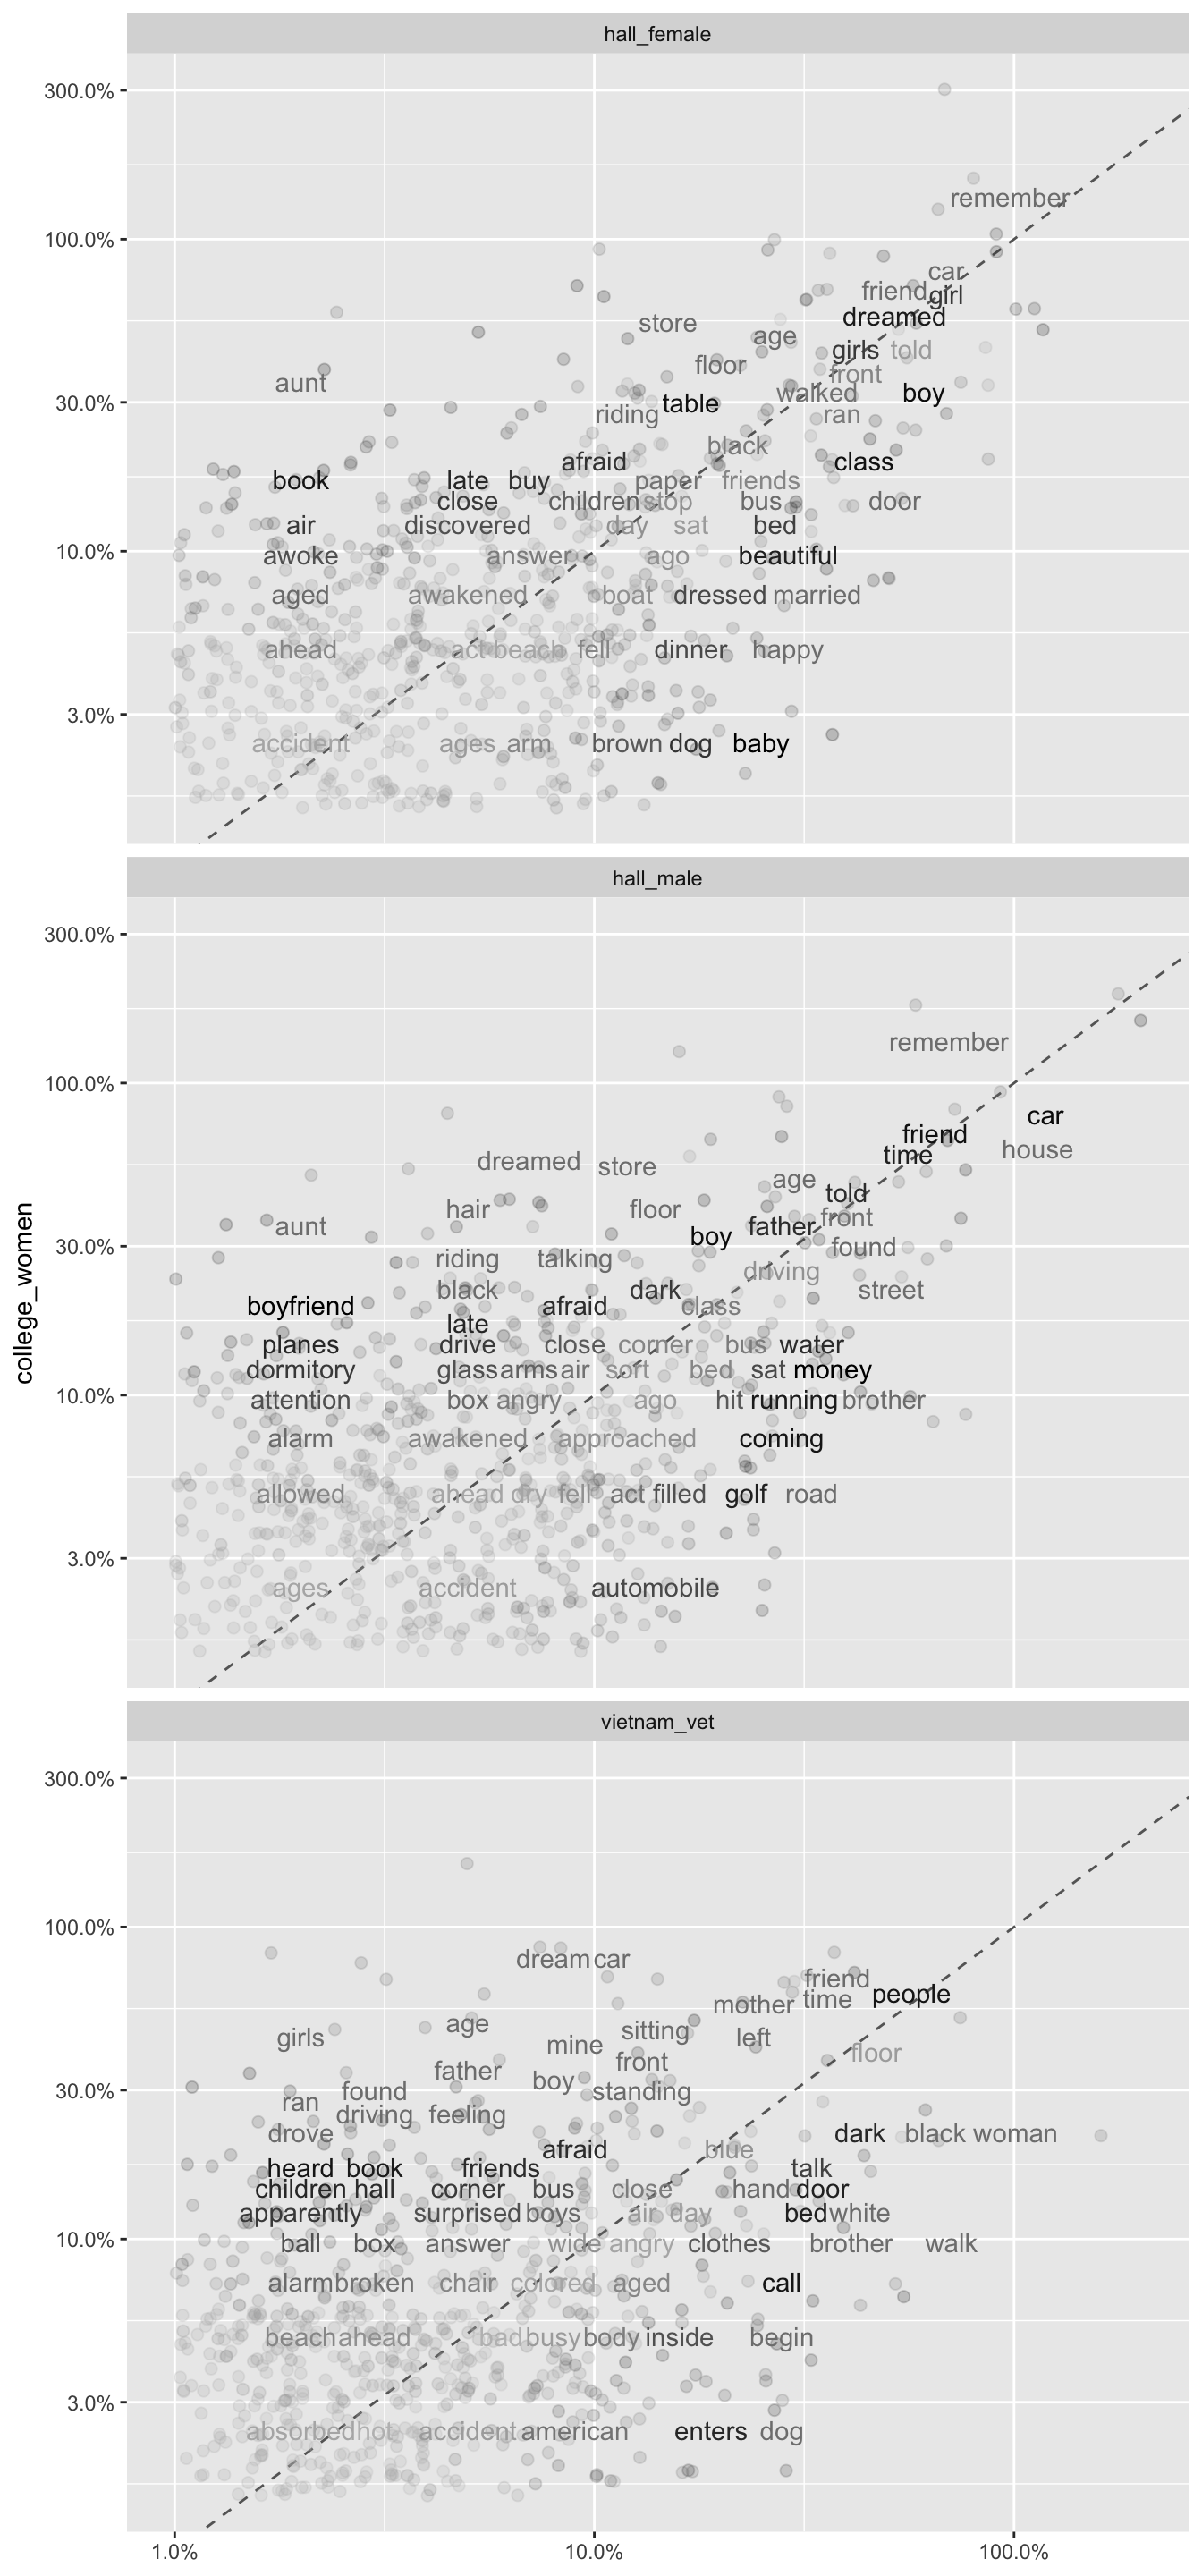 hall_female
300.0%
remember
100.0%
car
friend girl
dreamed
store
age
girls told
floor
front
aunt
30.0%
walked boy
table
riding ran
black
afraid class
book late buy paper friends
close children stop bus door
air discovered day sat bed
10.0%
awoke answer ago beautiful
aged awakened boat dressed married
ahead act beach fell dinner happy
3.0%
accident ages arm brown dog baby
hall_male
300.0%
remember
100.0%
car
friend
house
time
dreamed store
age
told
hair floor front
aunt boy father
30.0%
found
riding talking
driving
black dark street
boyfriend afraid class
late
planes drive close corner bus water
dormitory glass arms air soft bed sat money
10.0%
attention box angry ago hit running brother
alarm awakened approached coming
allowed ahead dry fell act filled golf road
3.0%
ages accident automobile
college_women
vietnam_vet
300.0%
100.0%
dream car
friend
people
mother time
girls age sitting left
mine floor
father front
boy
30.0%
found standing
ran
driving feeling
drove dark black woman
afraid blue
heard book friends talk
children hall corner bus close hand door
apparently surprised boys air day bed white
10.0%
ball box answer wide angry clothes brother walk
alarm broken chair colored aged call
beach ahead bad busy body inside begin
3.0%
absorbed hot accident american enters dog
1.0% 10.0% 100.0%